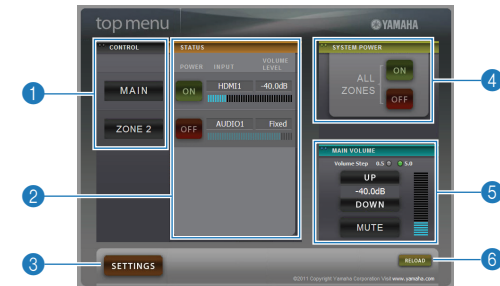 top menu
YAMAHA
CONTROL
STATUS
SYSTEM POWER
POWER INPUT VOLUME LEVEL
MAIN
ON HDMI1 -40.0dB
ALL ZONES
ON
OFF
ZONE 2
OFF AUDIO1 Fixed
MAIN VOLUME
Volume Step 0.5 5.0
UP
-40.0dB
DOWN
MUTE
SETTINGS
RELOAD
©2011 Copyright Yamaha Corporation Visit www.yamaha.com
1
2
3
4
5
6